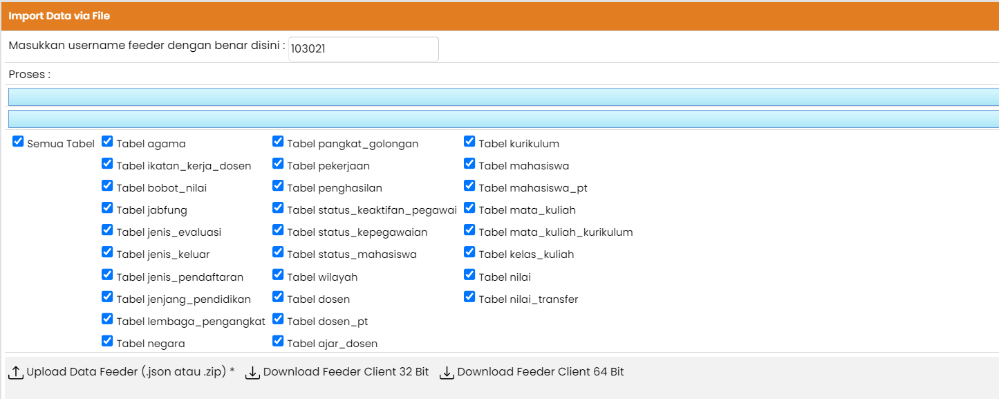 Import Data via File
Masukkan username feeder dengan benar disini : 103021
Proses :
Semua Tabel Tabel agama Tabel pangkat_golongan Tabel kurikulum
Tabel ikatan_kerja_dosen Tabel pekerjaan Tabel mahasiswa
Tabel bobot_nilai Tabel penghasilan Tabel mahasiswa_pt
Tabel jabfung Tabel status_keaktifan_pegawai Tabel mata_kuliah
Tabel jenis_evaluasi Tabel status_kepegawaian Tabel mata_kuliah_kurikulum
Tabel jenis_keluar Tabel status_mahasiswa Tabel kelas_kuliah
Tabel jenis_pendaftaran Tabel wilayah Tabel nilai
Tabel jenjang_pendidikan Tabel dosen Tabel nilai_transfer
Tabel lembaga_pengangkat Tabel dosen_pt
Tabel negara Tabel ajar_dosen
Upload Data Feeder (.json atau .zip) * Download Feeder Client 32 Bit Download Feeder Client 64 Bit